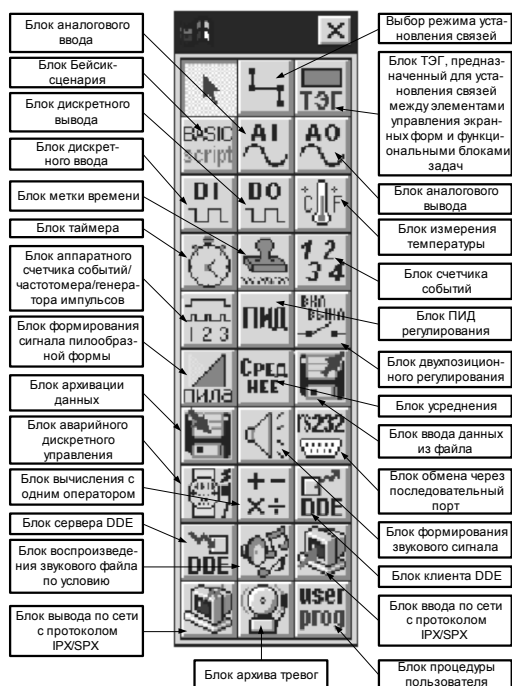 Блок аналогового
ввода
Блок Бейсик-
сценария
Блок дискретного
вывода
Блок дискрет-
ного ввода
Блок метки времени
Блок таймера
Блок аппаратного
счетчика событий/
частотомера/генера-
тора импульсов
Блок формирования
сигнала пилообраз-
ной формы
Блок архивации
данных
Блок аварийного
дискретного
управления
Блок вычисления с
одним оператором
Блок сервера DDE
Блок воспроизведе-
ния звукового файла
по условию
Блок вывода по сети
с протоколом
IPX/SPX
ТЭГ
BASIC
script
AI
AO
DI
DO
°C
°F
1 2
3 4
1 2 3
ПИД
ВКЛ
ВЫКЛ
пила
СРЕД
НЕЕ
RS232
+ −
× ÷
DDE
DDE
user
prog
Выбор режима уста-
новления связей
Блок ТЭГ, предназ-
наченный для уста-
новления связей
между элементами
управления экран-
ных форм и функци-
ональными блоками
задач
Блок аналогового
вывода
Блок измерения
температуры
Блок счетчика
событий
Блок ПИД
регулирования
Блок двухпозицион-
ного регулирования
Блок усреднения
Блок ввода данных
из файла
Блок обмена через
последовательный
порт
Блок формирования
звукового сигнала
Блок клиента DDE
Блок ввода по сети
с протоколом
IPX/SPX
Блок архива тревог
Блок процедуры
пользователя